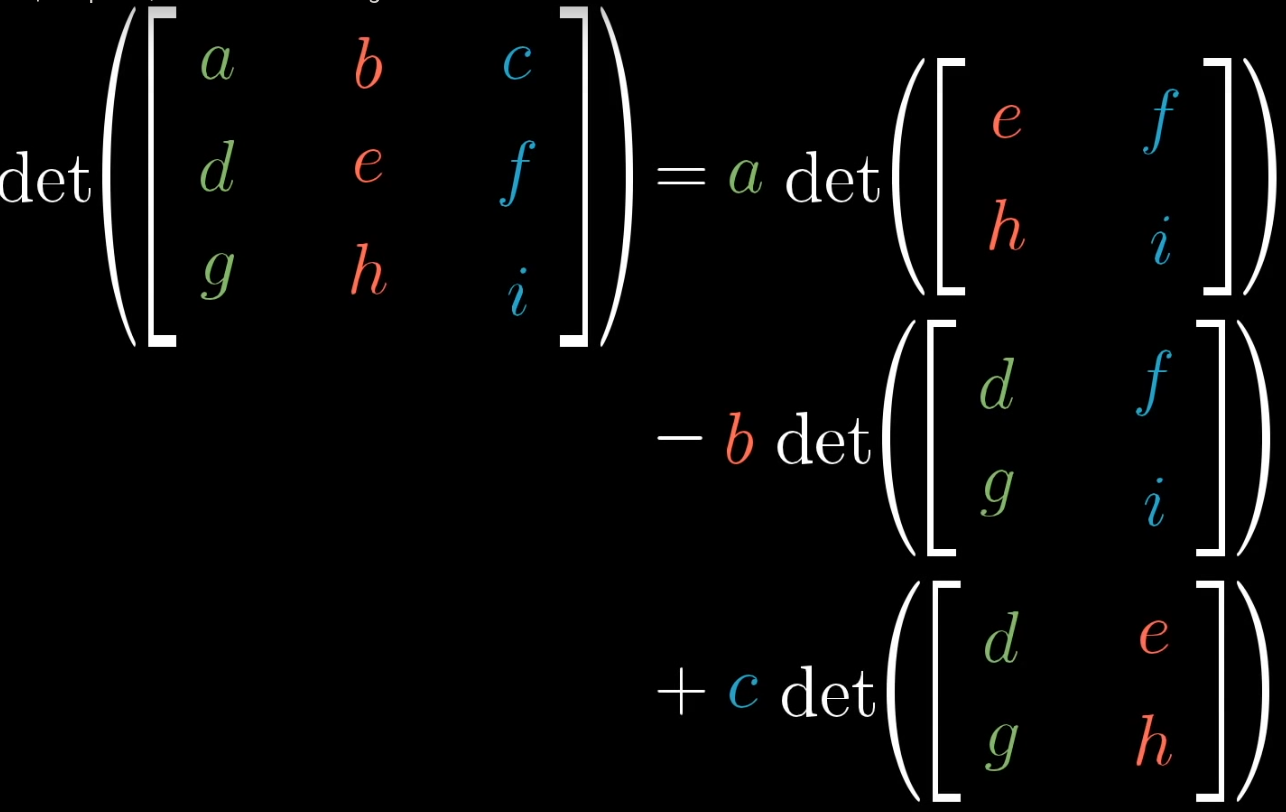 det([a b c
d e f
g h i]) = a det([e f
h i])
− b det([d f
g i])
+ c det([d e
g h])